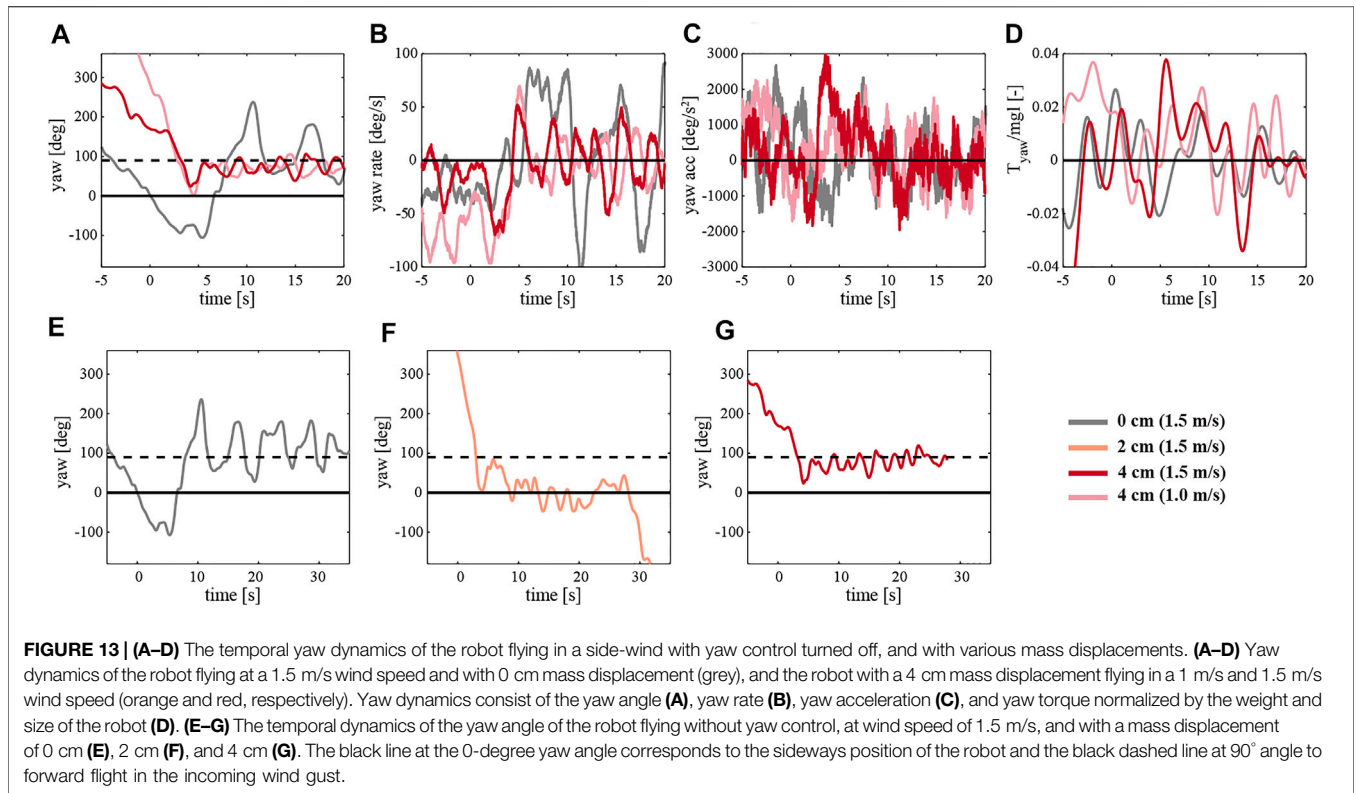 A
B
C
D
yaw [deg]
300
200
100
0
-100
-5 0 5 10 15 20
time [s]
yaw rate [deg/s]
100
50
0
-50
-100
-5 0 5 10 15 20
time [s]
yaw acc [deg/s²]
3000
2000
1000
0
-1000
-2000
-3000
-5 0 5 10 15 20
time [s]
Tyaw/mgl [-]
0.04
0.02
0
-0.02
-0.04
-5 0 5 10 15 20
time [s]
E
F
G
yaw [deg]
300
200
100
0
-100
0 10 20 30
time [s]
yaw [deg]
300
200
100
0
-100
0 10 20 30
time [s]
yaw [deg]
300
200
100
0
-100
0 10 20 30
time [s]
0 cm (1.5 m/s)
2 cm (1.5 m/s)
4 cm (1.5 m/s)
4 cm (1.0 m/s)
FIGURE 13 | (A–D) The temporal yaw dynamics of the robot flying in a side-wind with yaw control turned off, and with various mass displacements. (A–D) Yaw
dynamics of the robot flying at a 1.5 m/s wind speed and with 0 cm mass displacement (grey), and the robot with a 4 cm mass displacement flying in a 1 m/s and 1.5 m/s
wind speed (orange and red, respectively). Yaw dynamics consist of the yaw angle (A), yaw rate (B), yaw acceleration (C), and yaw torque normalized by the weight and
size of the robot (D). (E–G) The temporal dynamics of the yaw angle of the robot flying without yaw control, at wind speed of 1.5 m/s, and with a mass displacement
of 0 cm (E), 2 cm (F), and 4 cm (G). The black line at the 0-degree yaw angle corresponds to the sideways position of the robot and the black dashed line at 90° angle to
forward flight in the incoming wind gust.